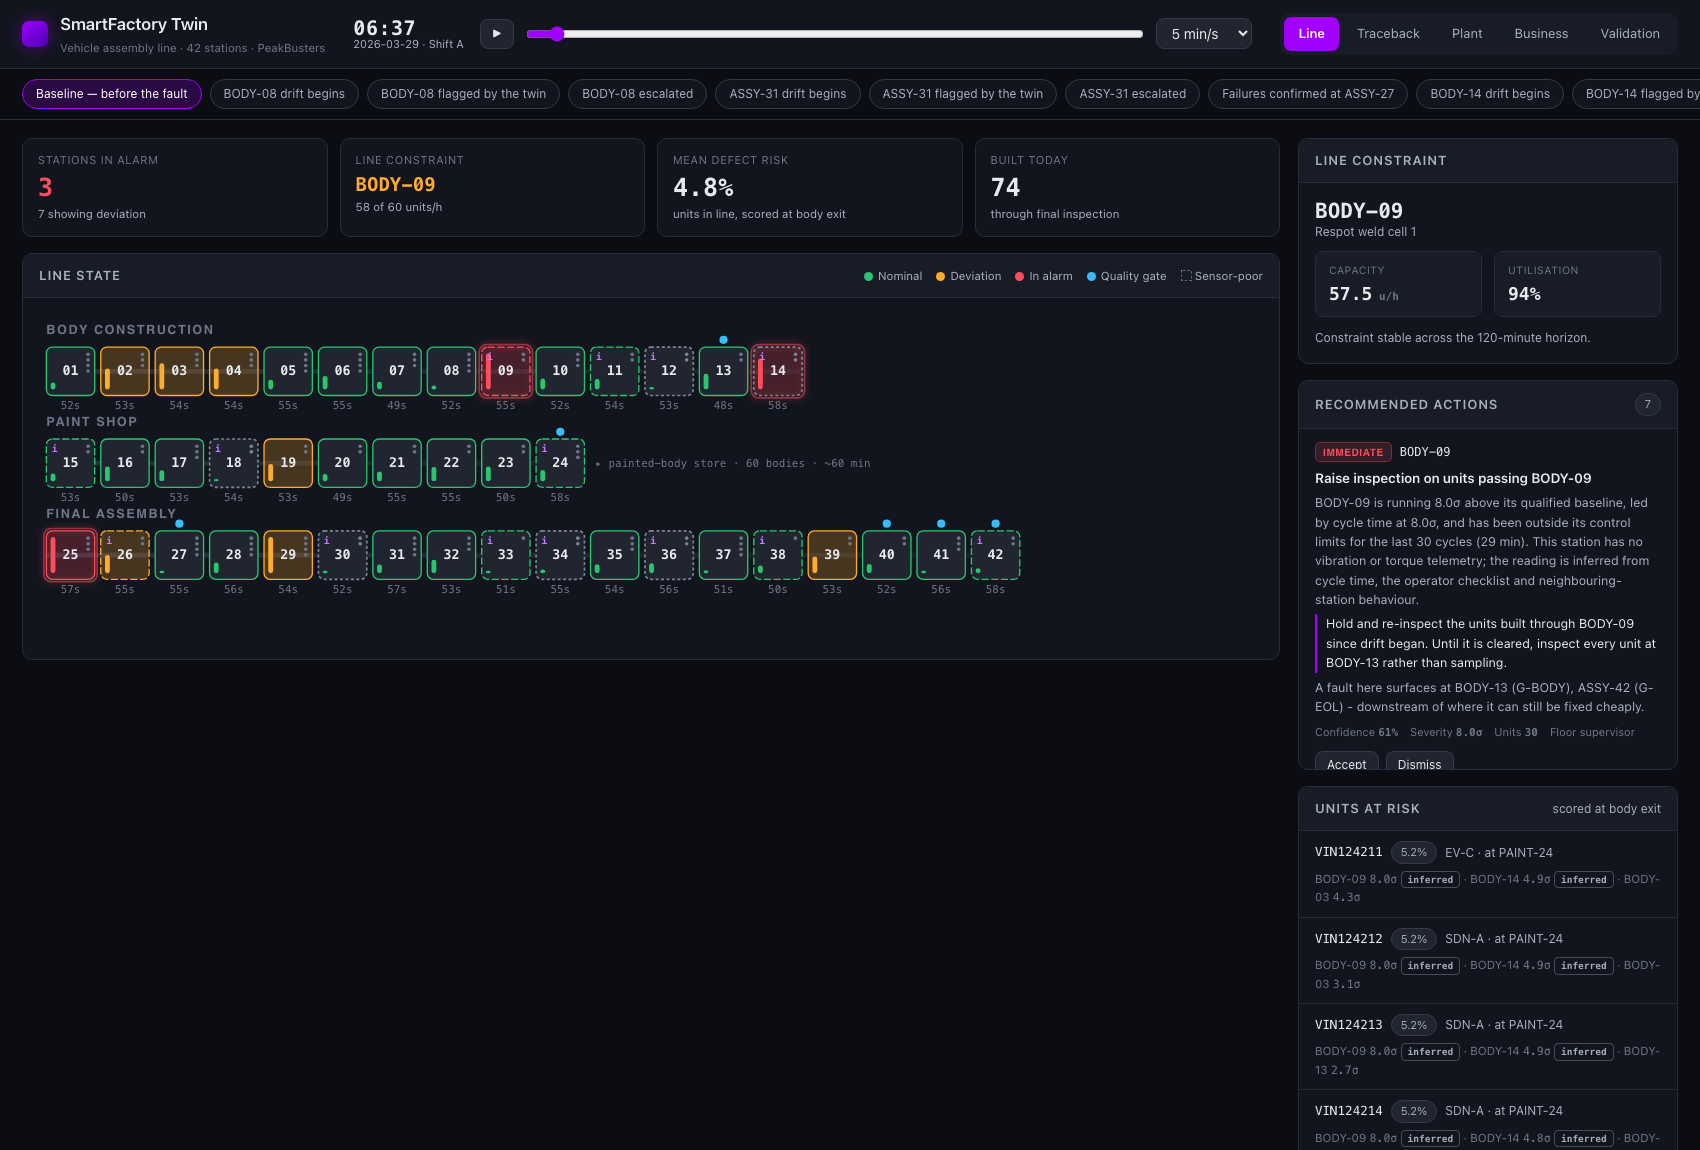 SmartFactory Twin
Vehicle assembly line · 42 stations · PeakBusters
06:37
2026-03-29 · Shift A
5 min/s
Line Traceback Plant Business Validation
Baseline — before the fault BODY-08 drift begins BODY-08 flagged by the twin BODY-08 escalated ASSY-31 drift begins ASSY-31 flagged by the twin ASSY-31 escalated Failures confirmed at ASSY-27 BODY-14 drift begins BODY-14 flagged by
STATIONS IN ALARM
3
7 showing deviation
LINE CONSTRAINT
BODY-09
58 of 60 units/h
MEAN DEFECT RISK
4.8%
units in line, scored at body exit
BUILT TODAY
74
through final inspection
LINE STATE
Nominal Deviation In alarm Quality gate Sensor-poor
BODY CONSTRUCTION
01 02 03 04 05 06 07 08 i 09 10 i 11 i 12 13 i 14
52s 53s 54s 54s 55s 55s 49s 52s 55s 52s 54s 53s 48s 58s
PAINT SHOP
i 15 16 17 i 18 19 20 21 22 23 i 24
▸ painted-body store · 60 bodies · ~60 min
53s 50s 53s 54s 53s 49s 55s 55s 50s 58s
FINAL ASSEMBLY
25 i 26 27 28 29 i 30 31 32 i 33 i 34 35 i 36 37 i 38 39 40 41 i 42
57s 55s 55s 56s 54s 52s 57s 53s 51s 55s 54s 56s 51s 50s 53s 52s 56s 58s
LINE CONSTRAINT
BODY-09
Respot weld cell 1
CAPACITY
57.5 u/h
UTILISATION
94%
Constraint stable across the 120-minute horizon.
RECOMMENDED ACTIONS 7
IMMEDIATE BODY-09
Raise inspection on units passing BODY-09
BODY-09 is running 8.0σ above its qualified baseline, led
by cycle time at 8.0σ, and has been outside its control
limits for the last 30 cycles (29 min). This station has no
vibration or torque telemetry; the reading is inferred from
cycle time, the operator checklist and neighbouring-
station behaviour.
Hold and re-inspect the units built through BODY-09
since drift began. Until it is cleared, inspect every unit at
BODY-13 rather than sampling.
A fault here surfaces at BODY-13 (G-BODY), ASSY-42 (G-
EOL) - downstream of where it can still be fixed cheaply.
Confidence 61% Severity 8.0σ Units 30 Floor supervisor
Accept Dismiss
UNITS AT RISK scored at body exit
VIN124211 5.2% EV-C · at PAINT-24
BODY-09 8.0σ inferred · BODY-14 4.9σ inferred · BODY-
03 4.3σ
VIN124212 5.2% SDN-A · at PAINT-24
BODY-09 8.0σ inferred · BODY-14 4.9σ inferred · BODY-
03 3.1σ
VIN124213 5.2% SDN-A · at PAINT-24
BODY-09 8.0σ inferred · BODY-14 4.9σ inferred · BODY-
13 2.7σ
VIN124214 5.2% SDN-A · at PAINT-24
BODY-09 8.0σ inferred · BODY-14 4.8σ inferred · BODY-